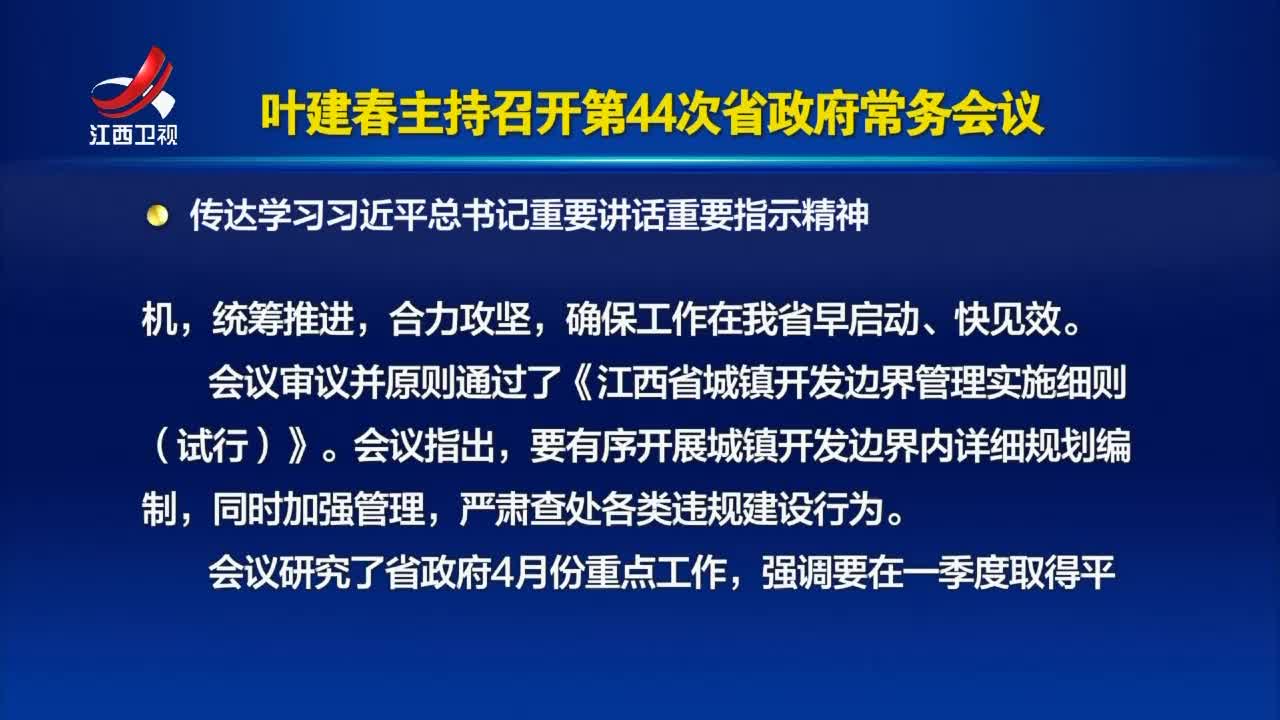 江西卫视
叶建春主持召开第44次省政府常务会议
传达学习习近平总书记重要讲话重要指示精神
机，统筹推进，合力攻坚，确保工作在我省早启动、快见效。
会议审议并原则通过了《江西省城镇开发边界管理实施细则
（试行）》。会议指出，要有序开展城镇开发边界内详细规划编
制，同时加强管理，严肃查处各类违规建设行为。
会议研究了省政府4月份重点工作，强调要在一季度取得平